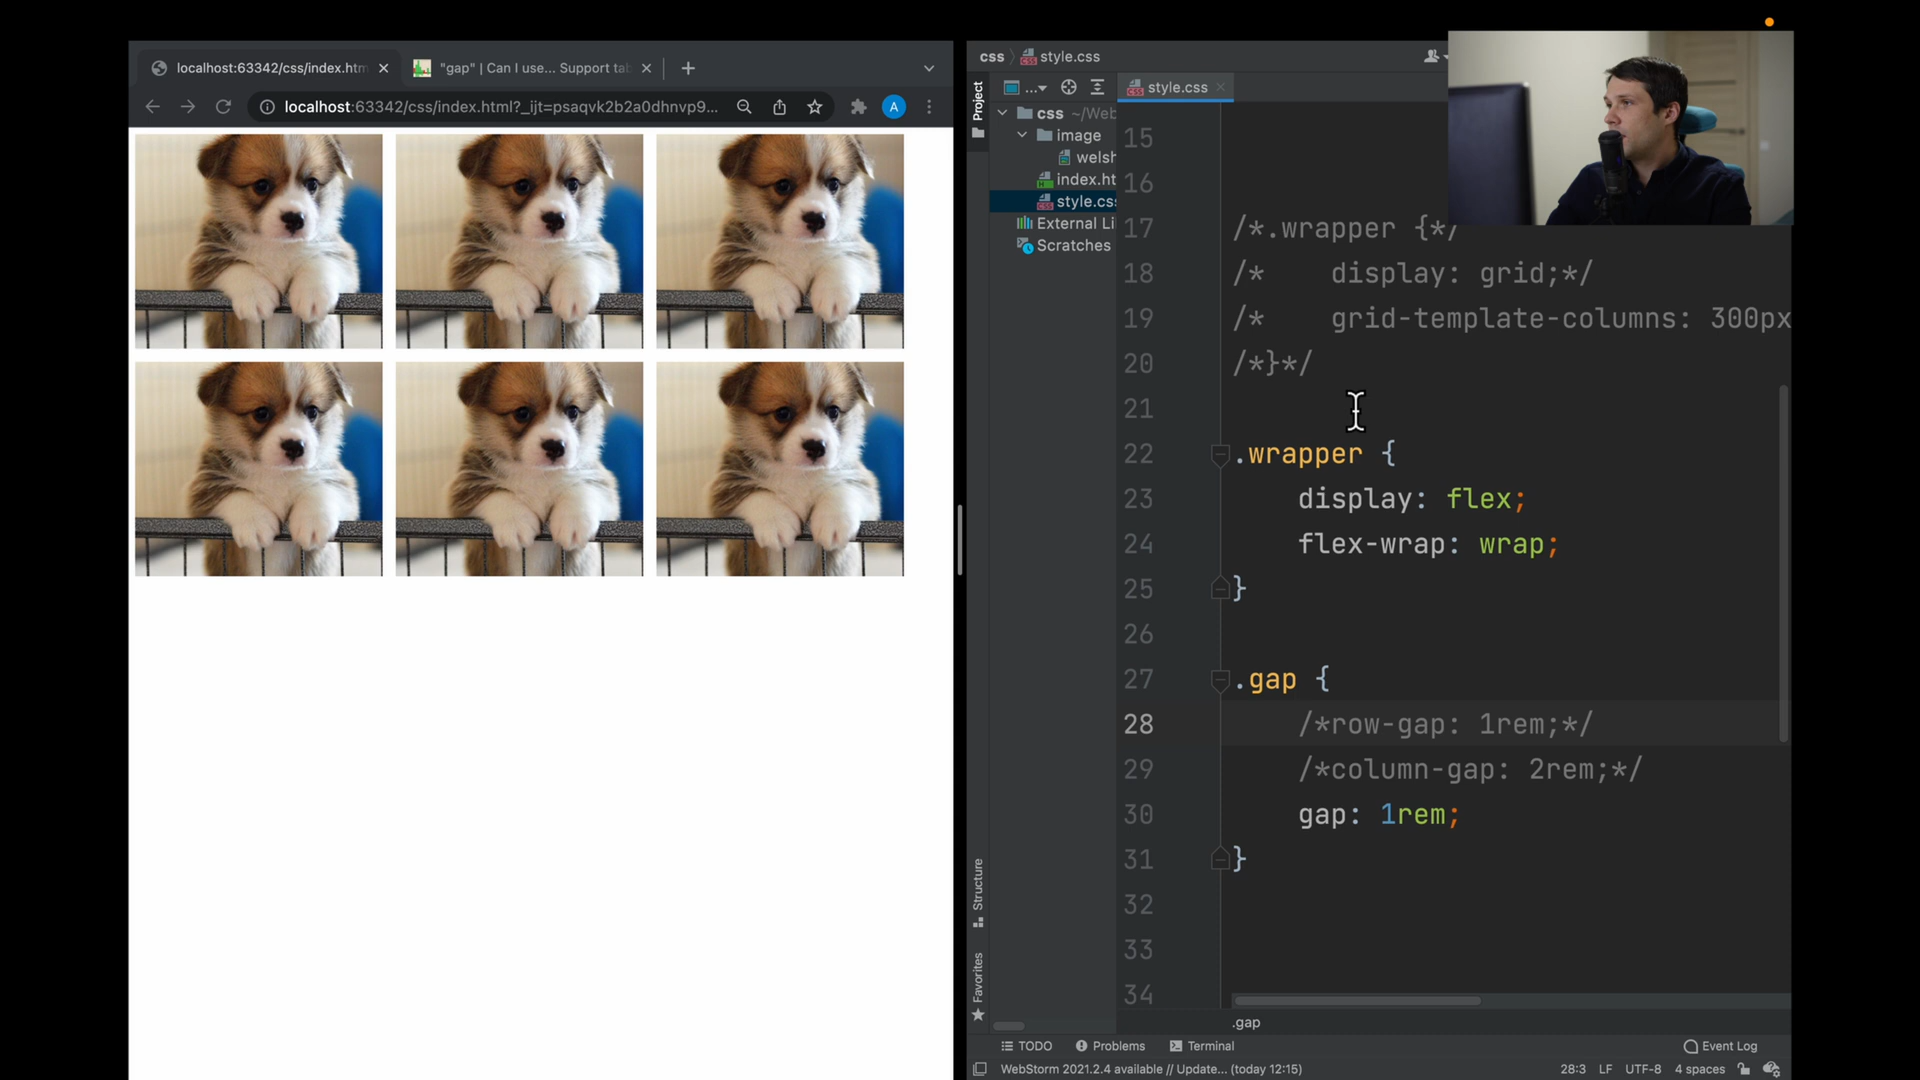 localhost:63342/css/index.htm
"gap" | Can I use... Support tab
localhost:63342/css/index.html?_ijt=psaqvk2b2a0dhnvp9...
A
css
style.css
Project
...
style.css
css ~/Web
image
welsh
index.ht
style.css
External Li
Scratches
15
16
17 /*.wrapper {*/
18 /* display: grid;*/
19 /* grid-template-columns: 300px
20 /*}*/
21
22 .wrapper {
23 display: flex;
24 flex-wrap: wrap;
25 }
26
27 .gap {
28 /*row-gap: 1rem;*/
29 /*column-gap: 2rem;*/
30 gap: 1rem;
31 }
32
33
34
Structure
Favorites
.gap
TODO Problems Terminal Event Log
WebStorm 2021.2.4 available // Update... (today 12:15) 28:3 LF UTF-8 4 spaces